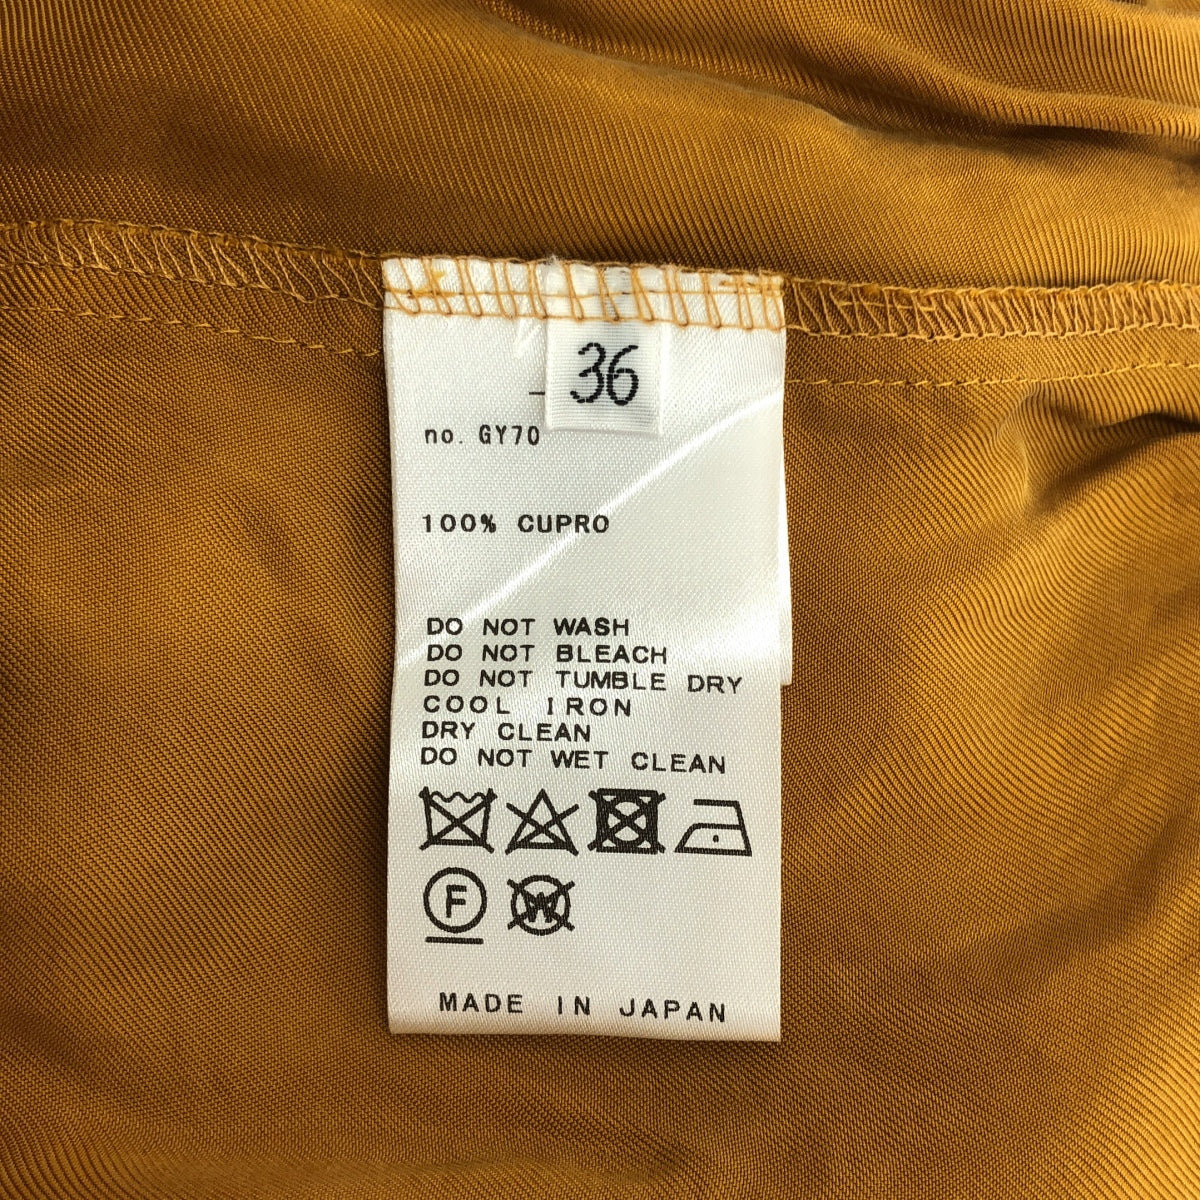 36
no. GY70
100% CUPRO
DO NOT WASH
DO NOT BLEACH
DO NOT TUMBLE DRY
COOL IRON
DRY CLEAN
DO NOT WET CLEAN
F W
MADE IN JAPAN